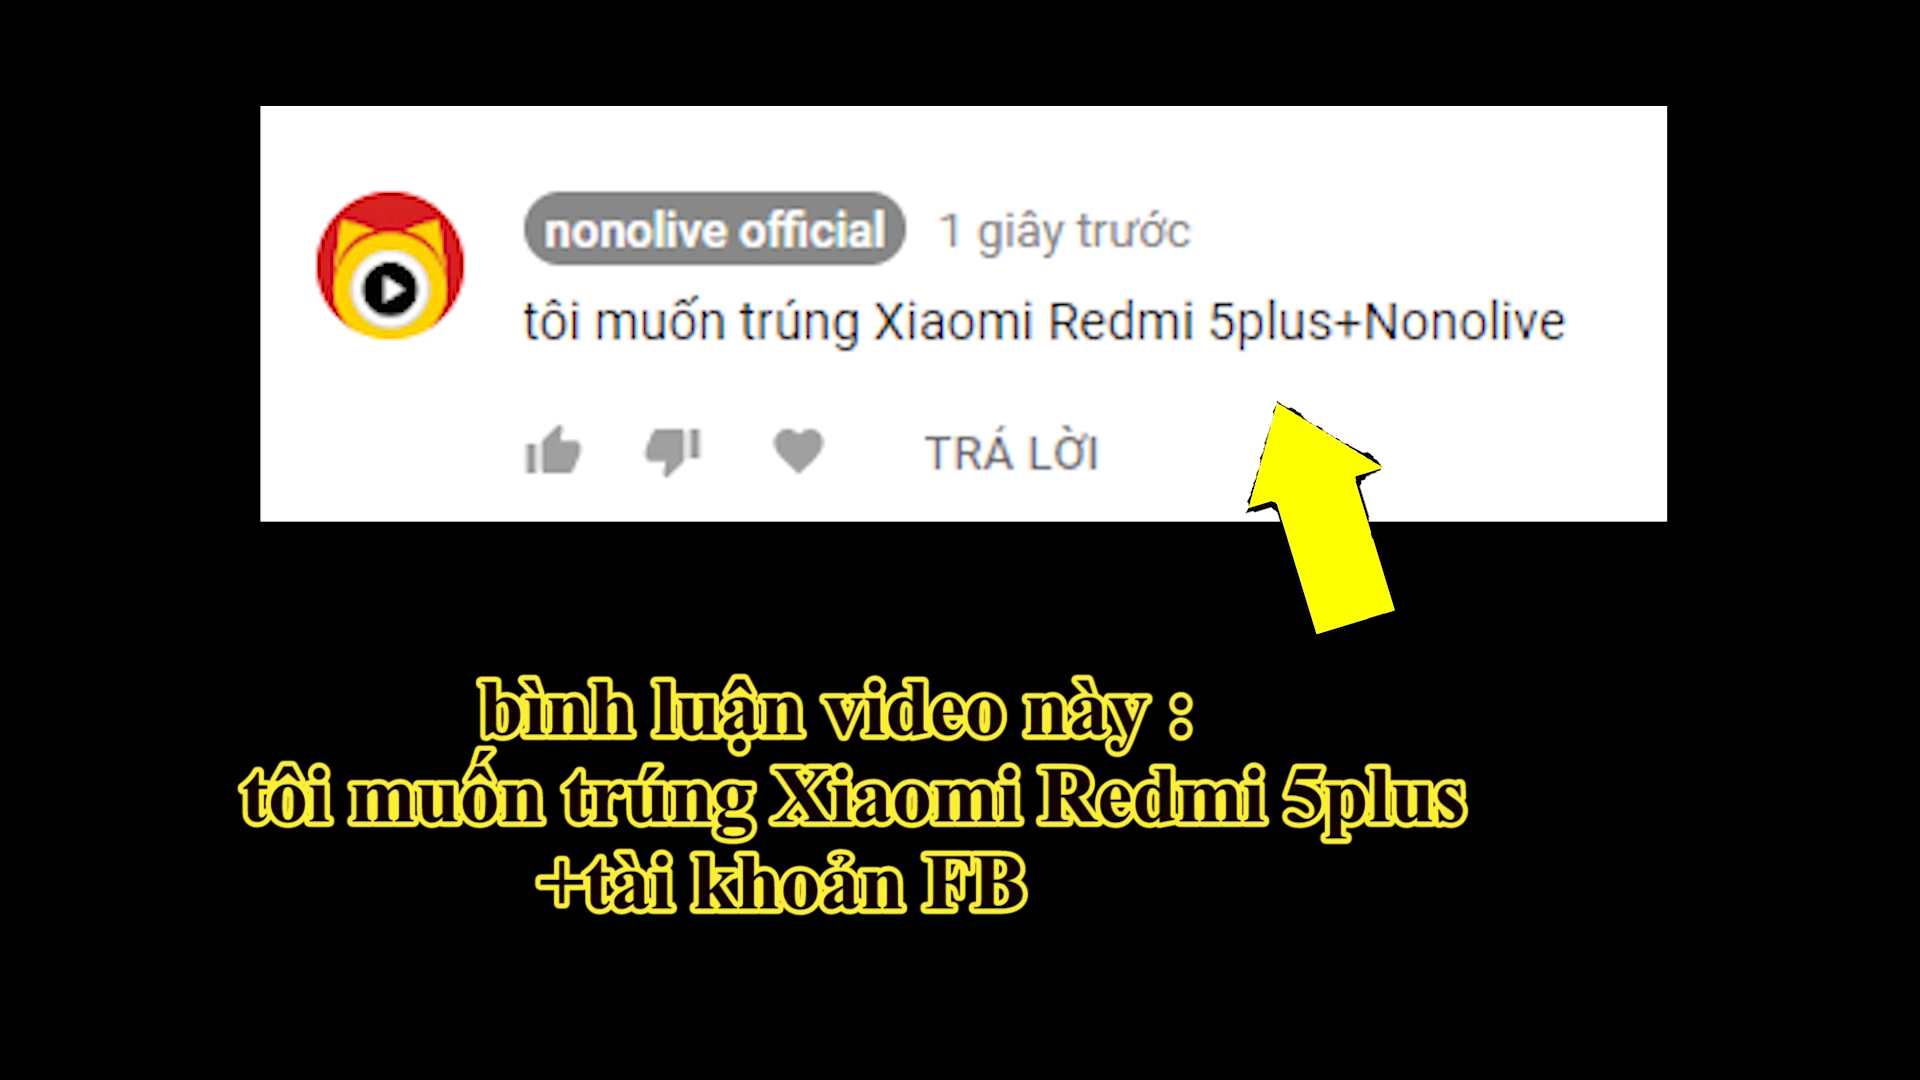 nonolive official 1 giây trước
tôi muốn trúng Xiaomi Redmi 5plus+Nonolive
TRẢ LỜI
bình luận video này :
tôi muốn trúng Xiaomi Redmi 5plus
+tài khoản FB